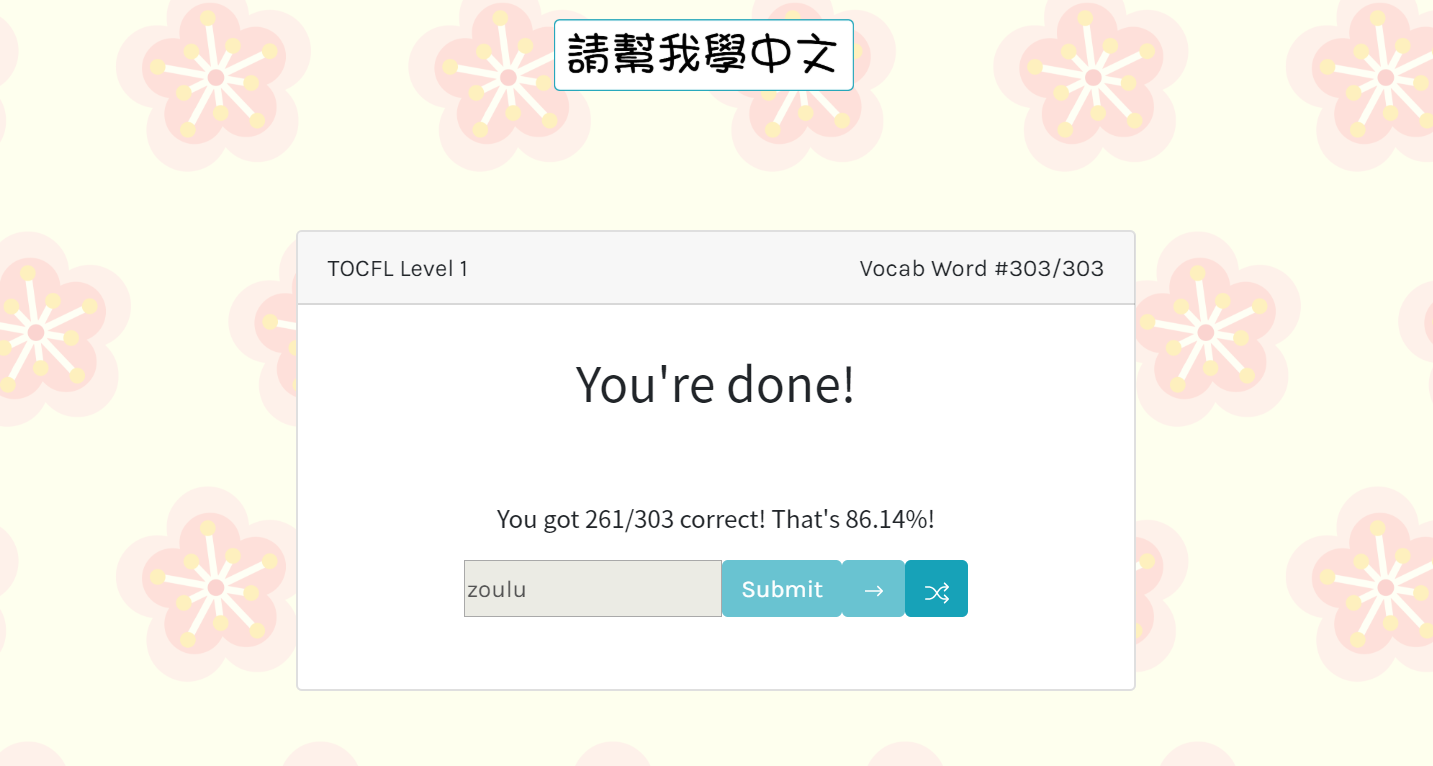 請幫我學中文
TOCFL Level 1
Vocab Word #303/303
You're done!
You got 261/303 correct! That's 86.14%!
zoulu
Submit →